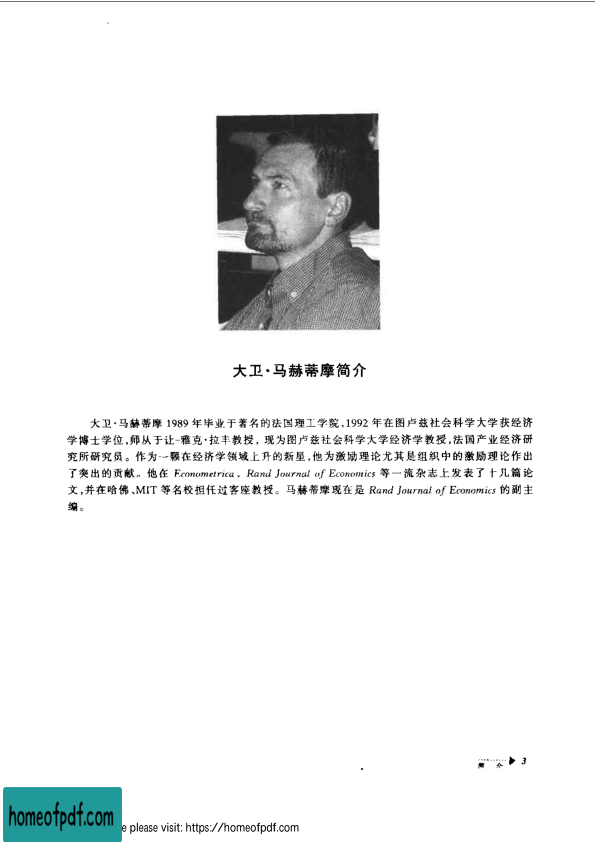 大卫·马赫蒂摩简介
大卫·马赫蒂摩 1989 年毕业于著名的法国理工学院,1992 年在图卢兹社会科学大学获经济
学博士学位,师从于让-雅克·拉丰教授, 现为图卢兹社会科学大学经济学教授,法国产业经济研
究所研究员。作为一颗在经济学领域上升的新星,他为激励理论尤其是组织中的激励理论作出
了突出的贡献。他在 Econometrica, Rand Journal of Economics 等一流杂志上发表了十几篇论
文,并在哈佛、MIT 等名校担任过客座教授。马赫蒂摩现在是 Rand Journal of Economics 的副主
编。
简 介 3
homeofpdf.com
e please visit: https://homeofpdf.com